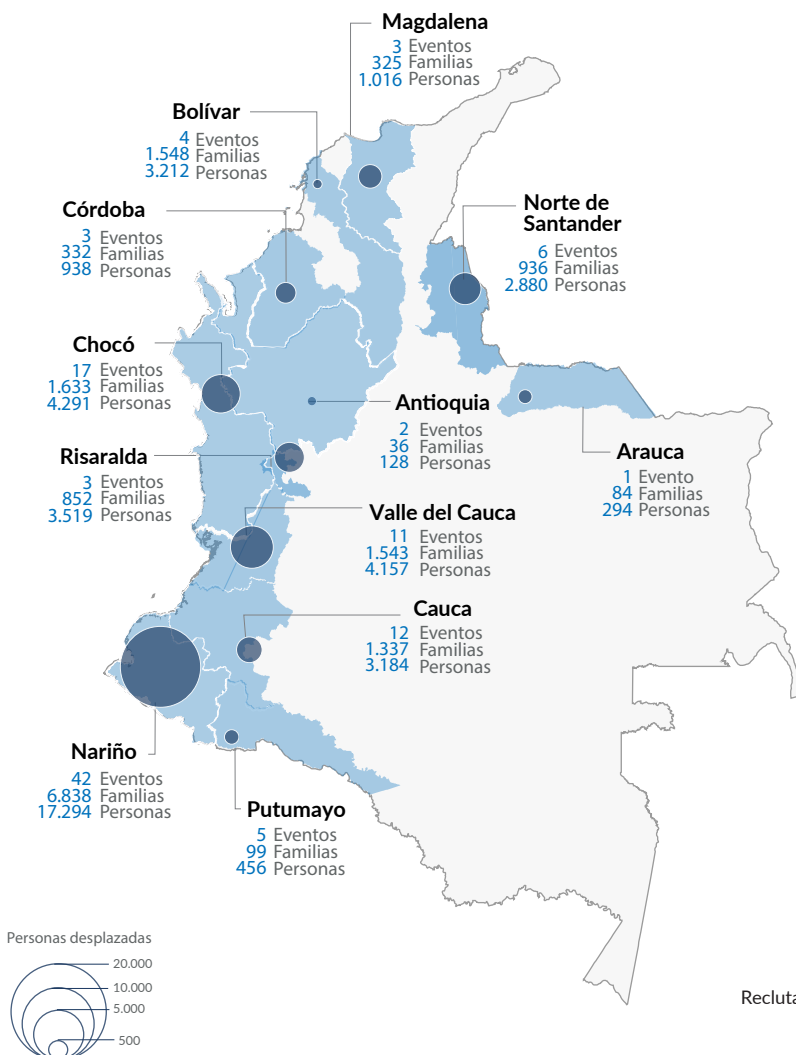 Magdalena
3 Eventos
325 Familias
1.016 Personas
Bolívar
4 Eventos
1.548 Familias
3.212 Personas
Córdoba
3 Eventos
332 Familias
938 Personas
Norte de
Santander
6 Eventos
936 Familias
2.880 Personas
Chocó
17 Eventos
1.633 Familias
4.291 Personas
Antioquia
2 Eventos
36 Familias
128 Personas
Arauca
1 Evento
84 Familias
294 Personas
Risaralda
3 Eventos
852 Familias
3.519 Personas
Valle del Cauca
11 Eventos
1.543 Familias
4.157 Personas
Cauca
12 Eventos
1.337 Familias
3.184 Personas
Nariño
42 Eventos
6.838 Familias
17.294 Personas
Putumayo
5 Eventos
99 Familias
456 Personas
Personas desplazadas
20.000
10.000
5.000
500
Recluta